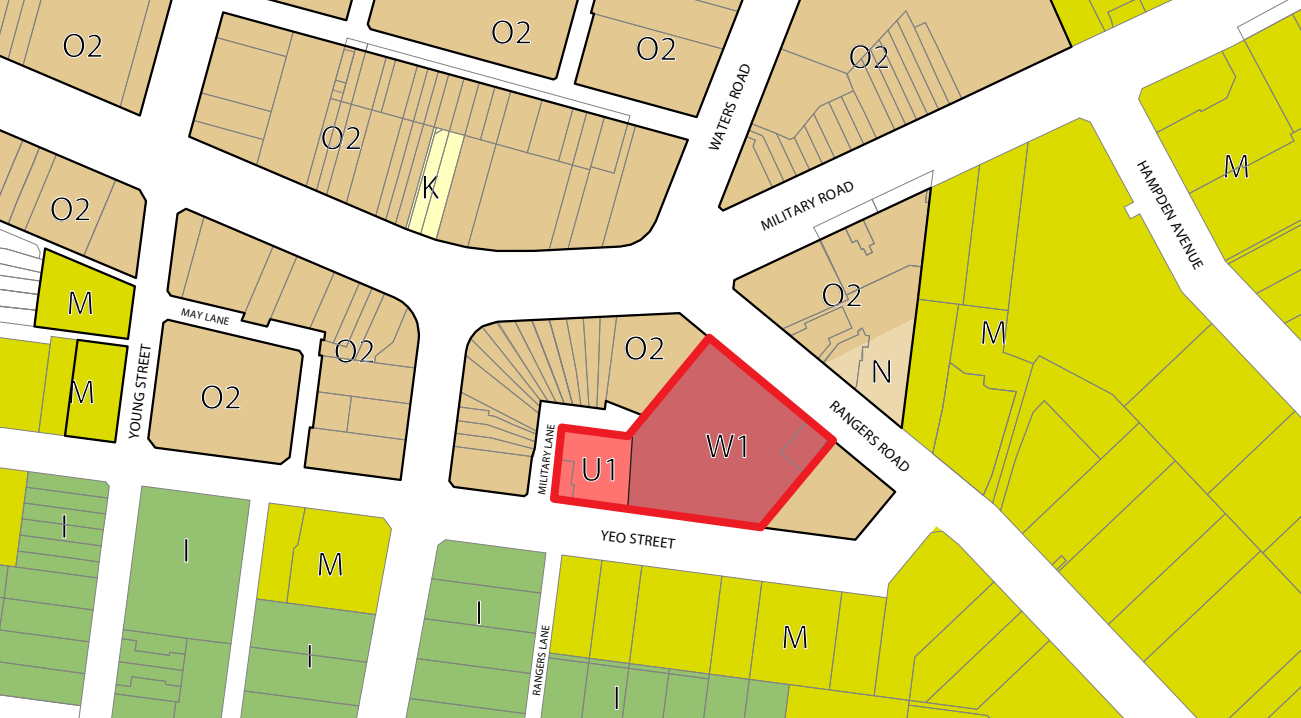 O2
O2
O2
O2
WATERS ROAD
O2
K
M
O2
MILITARY ROAD
HAMPDEN AVENUE
M
MAY LANE
O2
O2
O2
M
N
M
YOUNG STREET
O2
RANGERS ROAD
W1
MILITARY LANE
U1
I
I
YEO STREET
M
I
I
RANGERS LANE
M
I